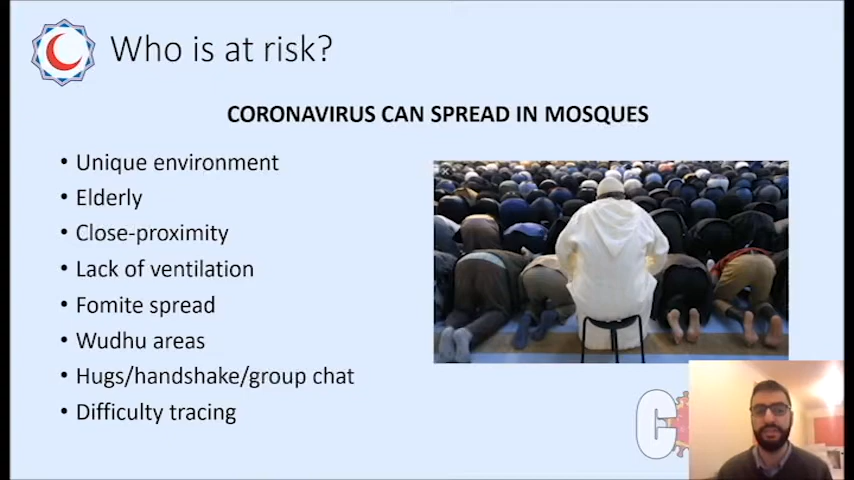 Who is at risk?
CORONAVIRUS CAN SPREAD IN MOSQUES
• Unique environment
• Elderly
• Close-proximity
• Lack of ventilation
• Fomite spread
• Wudhu areas
• Hugs/handshake/group chat
• Difficulty tracing
C